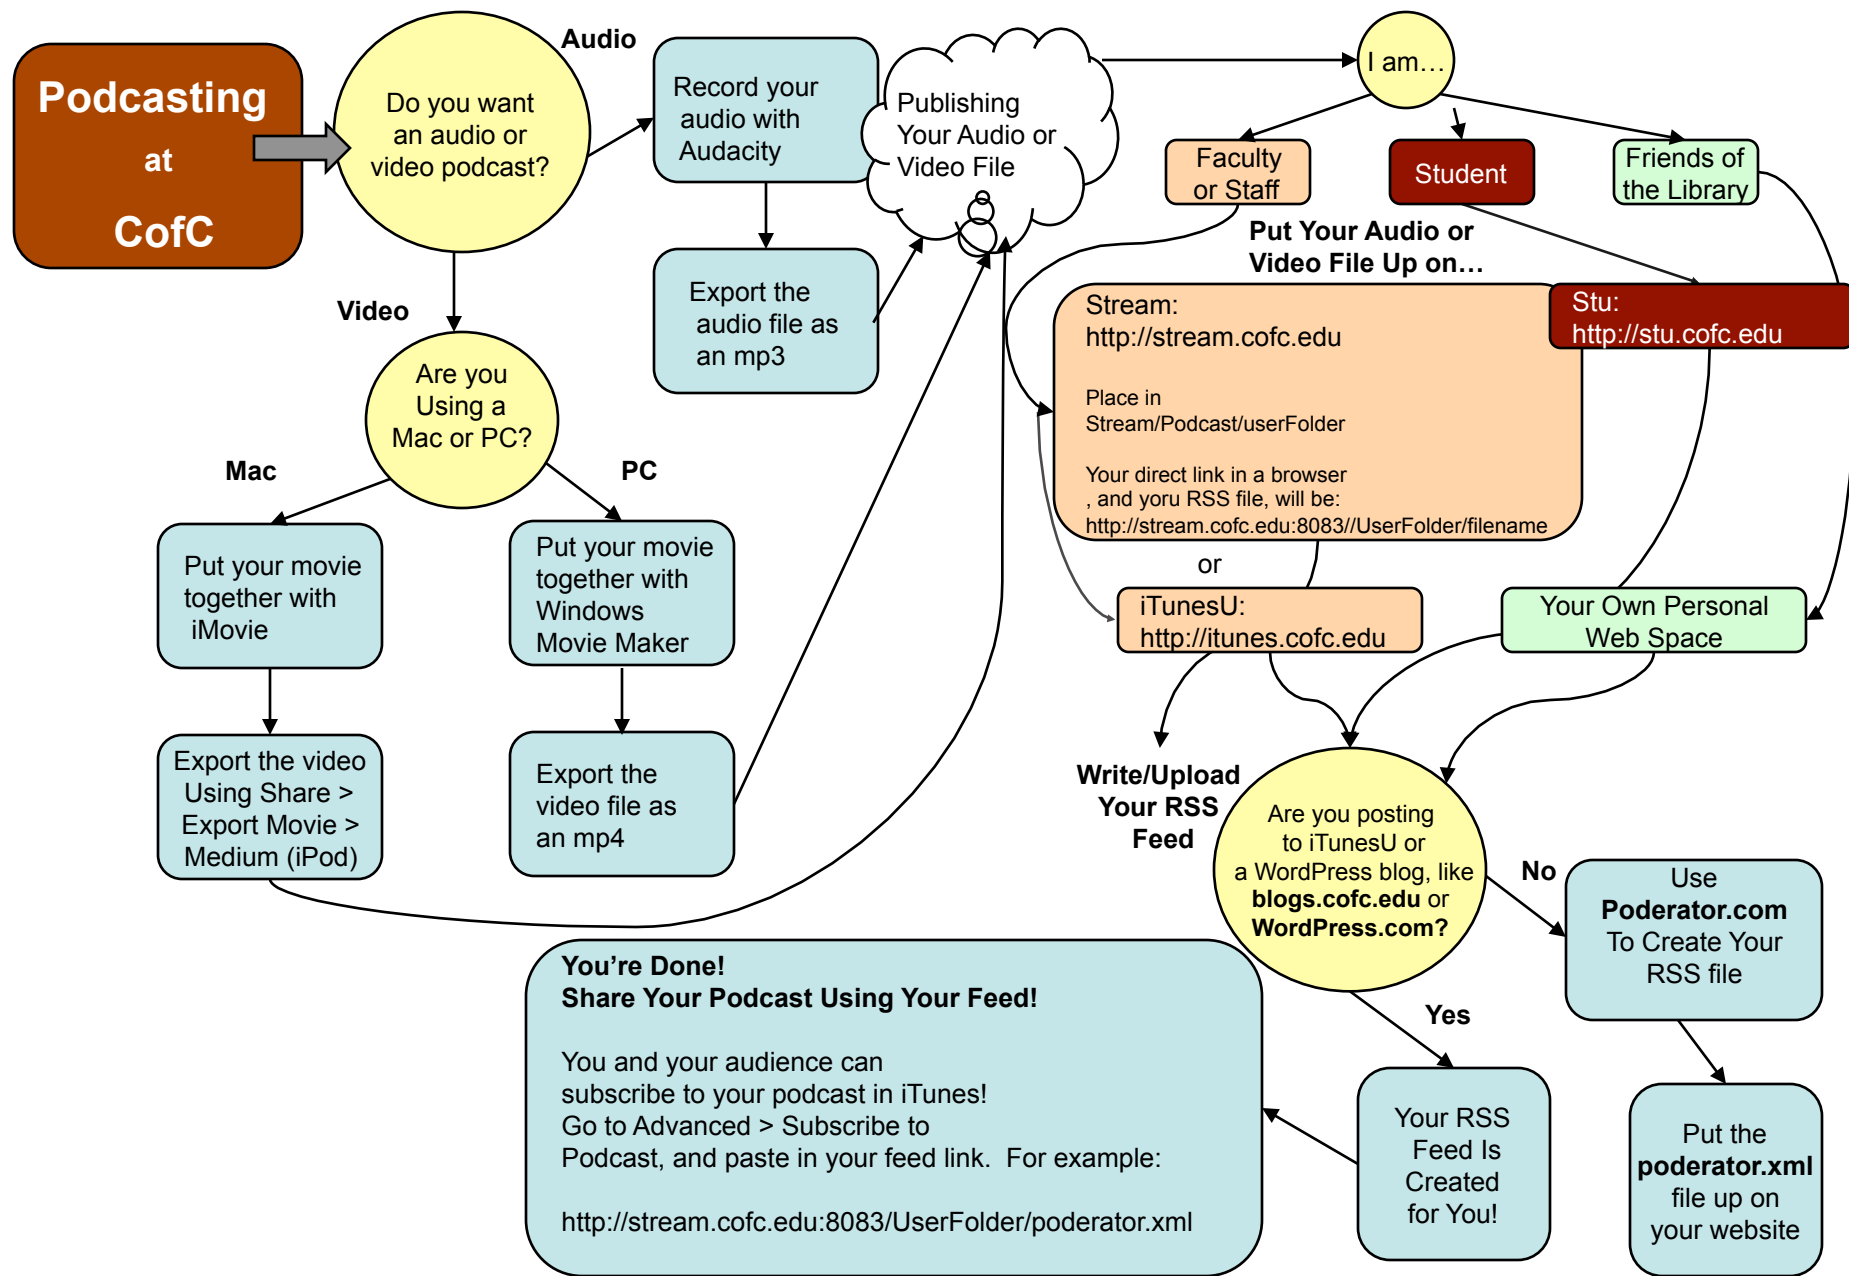 Podcasting
at
CofC
Do you want
an audio or
video podcast?
Audio
Record your
audio with
Audacity
Export the
audio file as
an mp3
Publishing
Your Audio or
Video File
I am…
Faculty
or Staff
Student
Friends of
the Library
Put Your Audio or
Video File Up on…
Stream:
http://stream.cofc.edu
Place in
Stream/Podcast/userFolder
Your direct link in a browser
, and yoru RSS file, will be:
http://stream.cofc.edu:8083//UserFolder/filename
Stu:
http://stu.cofc.edu
or
iTunesU:
http://itunes.cofc.edu
Your Own Personal
Web Space
Video
Are you
Using a
Mac or PC?
Mac
PC
Put your movie
together with
iMovie
Put your movie
together with
Windows
Movie Maker
Export the video
Using Share >
Export Movie >
Medium (iPod)
Export the
video file as
an mp4
Write/Upload
Your RSS
Feed
Are you posting
to iTunesU or
a WordPress blog, like
blogs.cofc.edu or
WordPress.com?
No
Use
Poderator.com
To Create Your
RSS file
Yes
Your RSS
Feed Is
Created
for You!
Put the
poderator.xml
file up on
your website
You're Done!
Share Your Podcast Using Your Feed!
You and your audience can
subscribe to your podcast in iTunes!
Go to Advanced > Subscribe to
Podcast, and paste in your feed link.  For example:
http://stream.cofc.edu:8083/UserFolder/poderator.xml